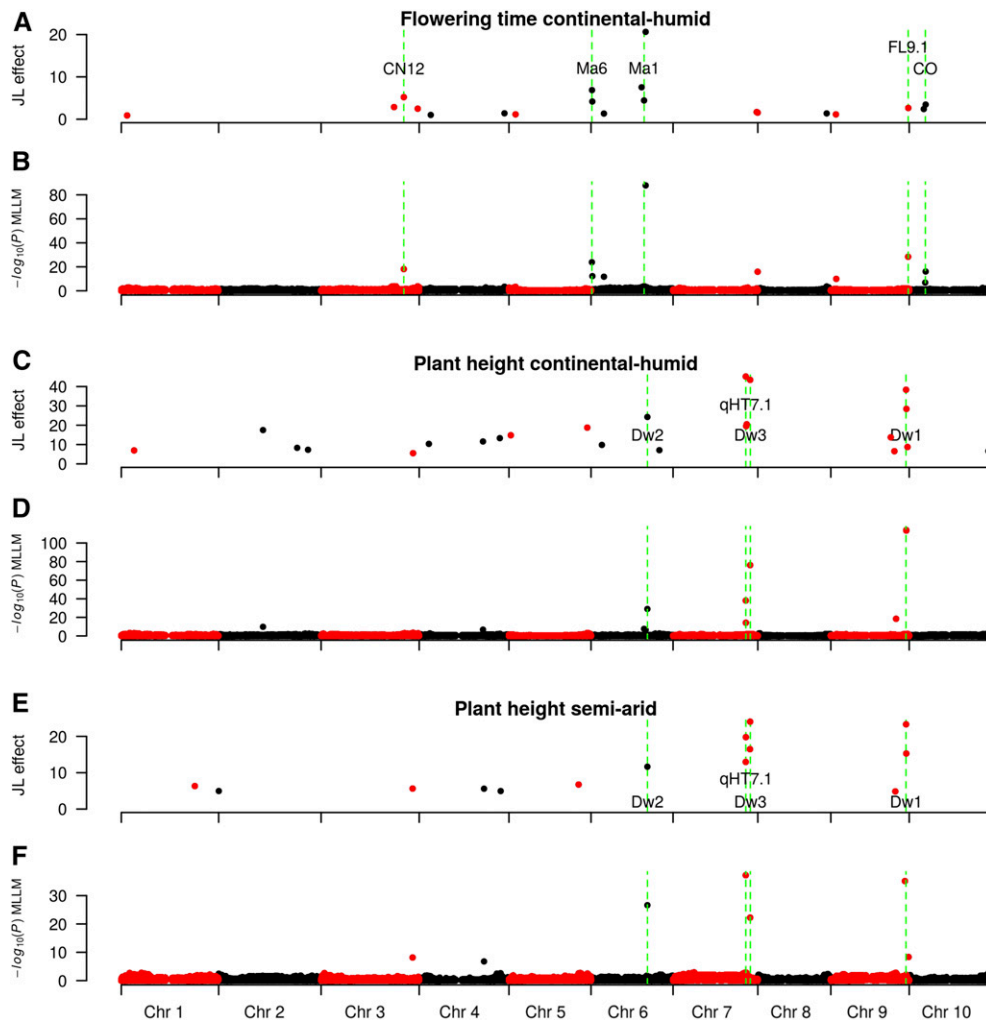 A
Flowering time continental-humid
JL effect
20
10
0
CN12
Ma6
Ma1
FL9.1
CO
B
−log10(P) MLLM
80
60
40
20
0
C
Plant height continental-humid
JL effect
40
30
20
10
0
Dw2
qHT7.1
Dw3
Dw1
D
−log10(P) MLLM
100
80
60
40
20
0
E
Plant height semi-arid
JL effect
20
10
0
Dw2
qHT7.1
Dw3
Dw1
F
−log10(P) MLLM
30
20
10
0
Chr 1 Chr 2 Chr 3 Chr 4 Chr 5 Chr 6 Chr 7 Chr 8 Chr 9 Chr 10